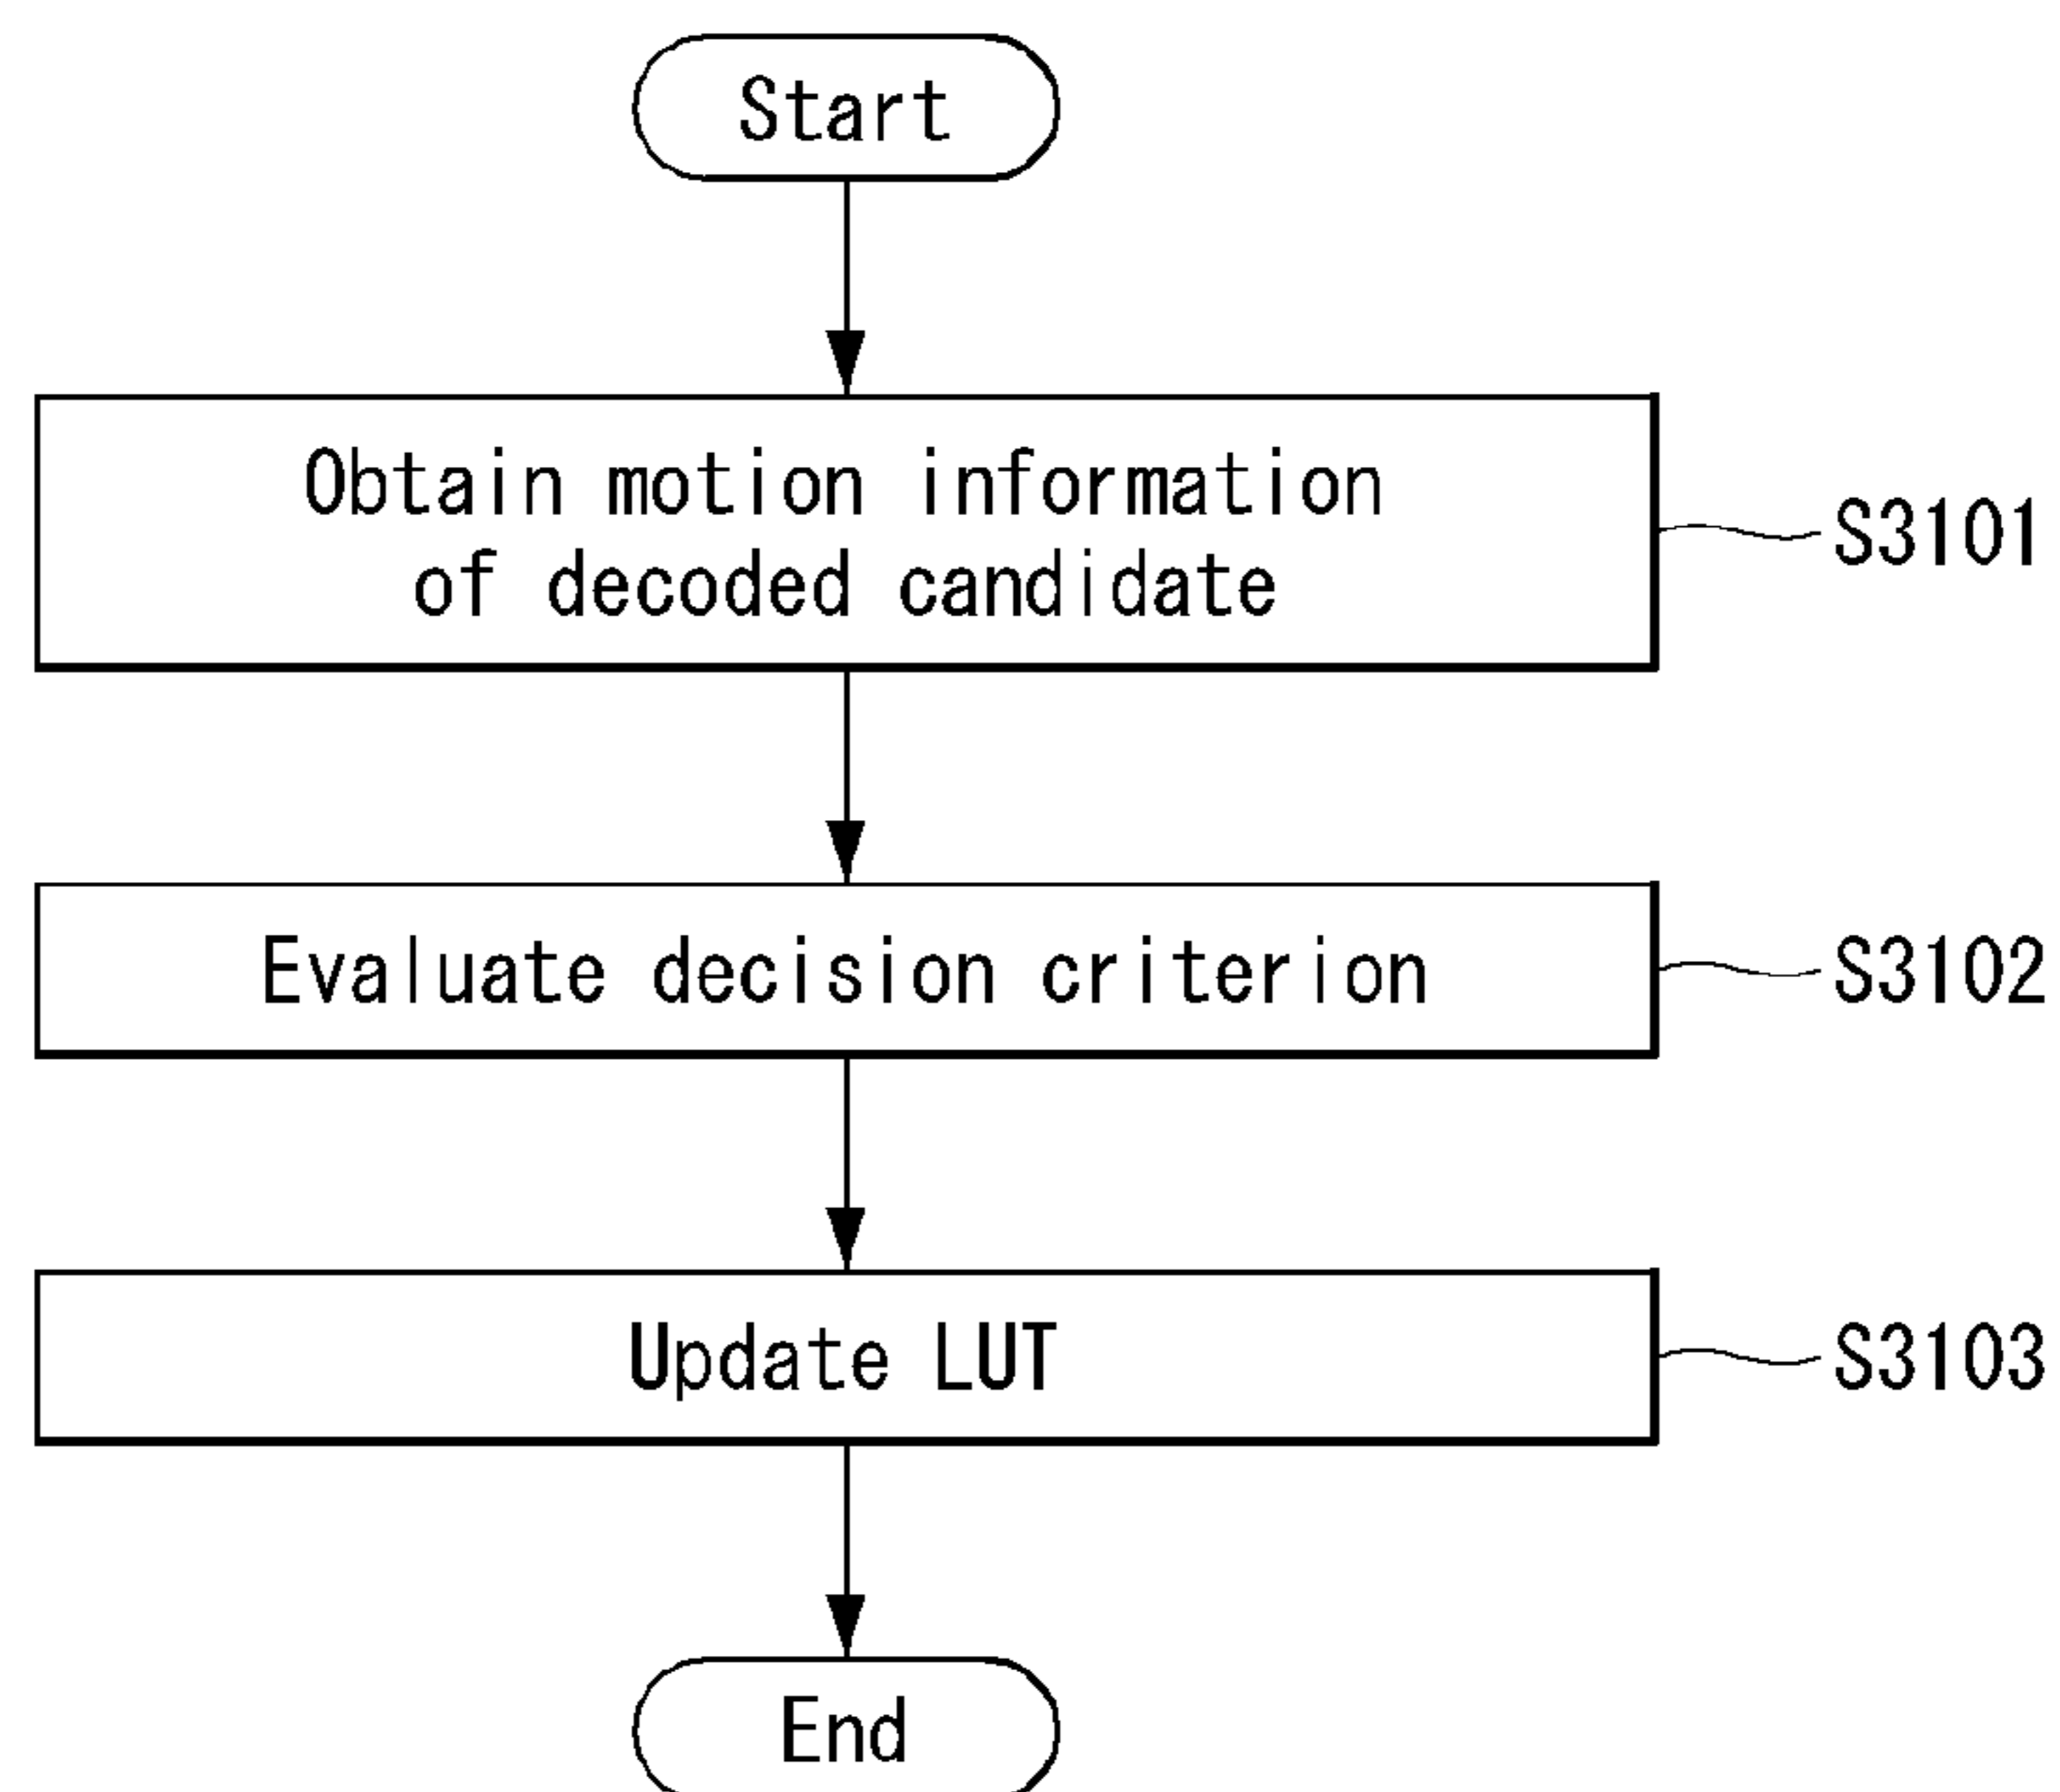 Start
Obtain motion information
of decoded candidate
S3101
Evaluate decision criterion
S3102
Update LUT
S3103
End